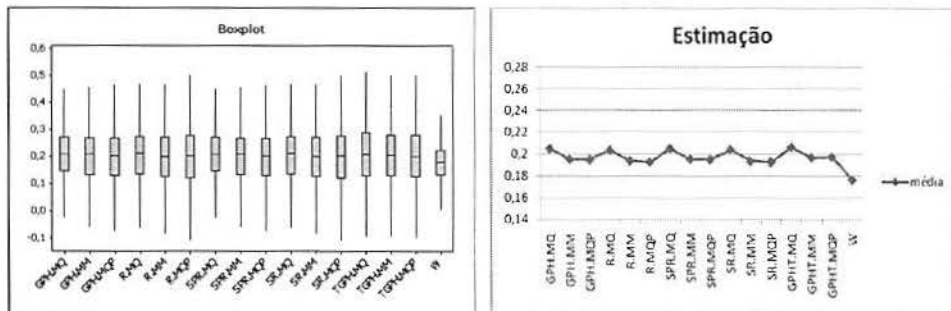 Boxplot
0,6
0,5
0,4
0,3
0,2
0,1
0,0
-0,1
GPH.MQ
GPH.MM
GPH.MQP
R.MQ
R.MM
R.MQP
SPR.MQ
SPR.MM
SPR.MQP
SR.MQ
SR.MM
SR.MQP
TGPH.MQ
TGPH.MM
TGPH.MQP
W
Estimação
0,28
0,26
0,24
0,22
0,2
0,18
0,16
0,14
GPH.MQ
GPH.MM
GPH.MQP
R.MQ
R.MM
R.MQP
SPR.MQ
SPR.MM
SPR.MQP
SR.MQ
SR.MM
SR.MQP
GPHT.MQ
GPHT.MM
GPHT.MQP
W
média